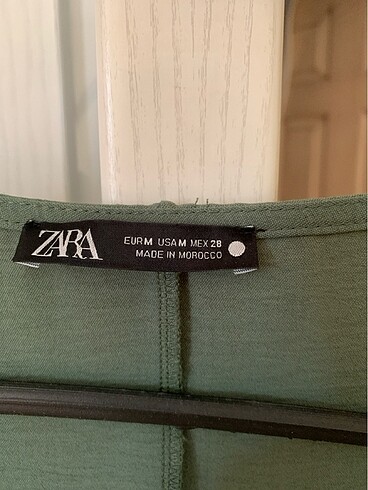 ZARA
EUR M USA M MEX 28
MADE IN MOROCCO